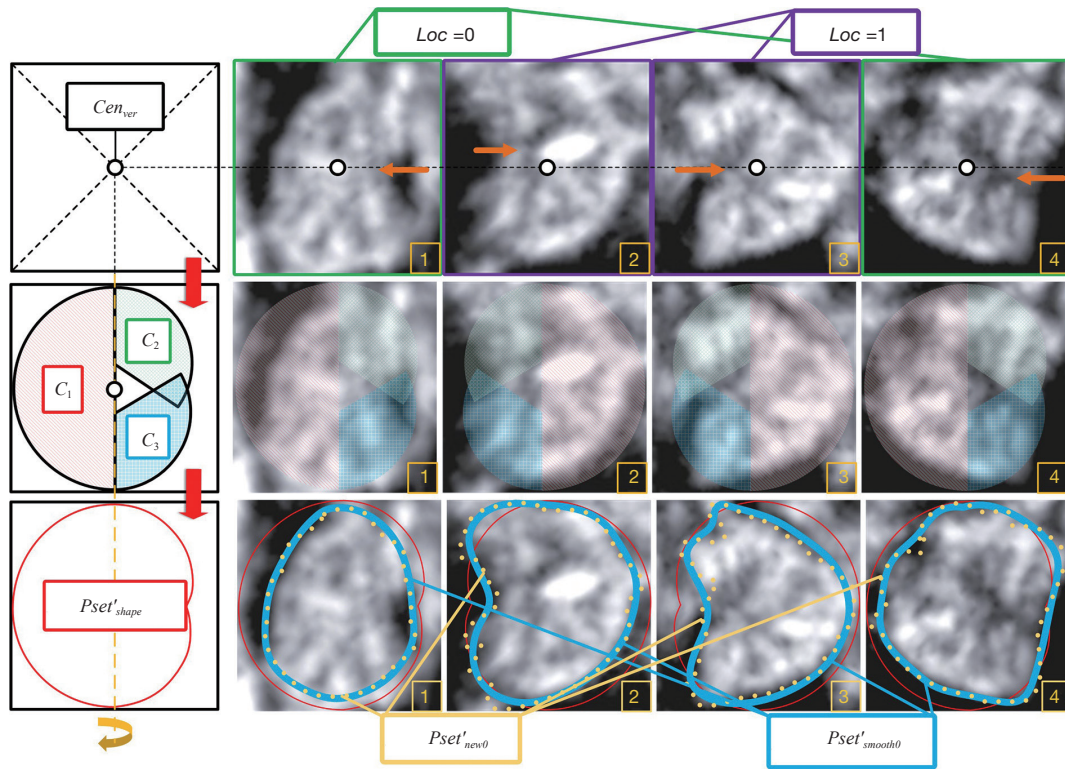 Loc =0
Loc =1
Cen_ver
1
2
3
4
C_1
C_2
C_3
1
2
3
4
Pset′_shape
1
2
3
4
Pset′_new0
Pset′_smooth0